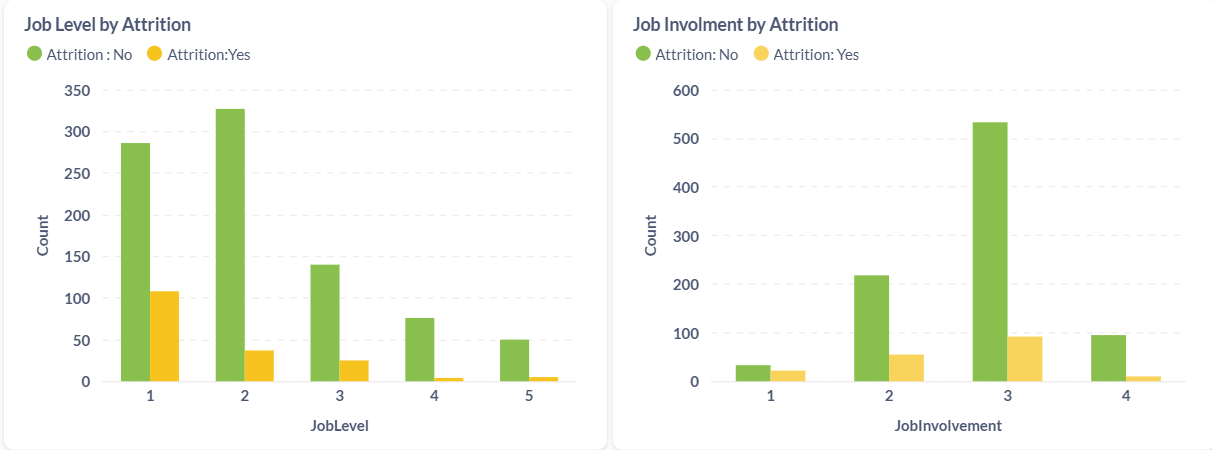 Job Level by Attrition
Attrition : No Attrition:Yes
350
300
250
200
150
100
50
0
Count
1 2 3 4 5
JobLevel
Job Involment by Attrition
Attrition: No Attrition: Yes
600
500
400
300
200
100
0
Count
1 2 3 4
JobInvolvement